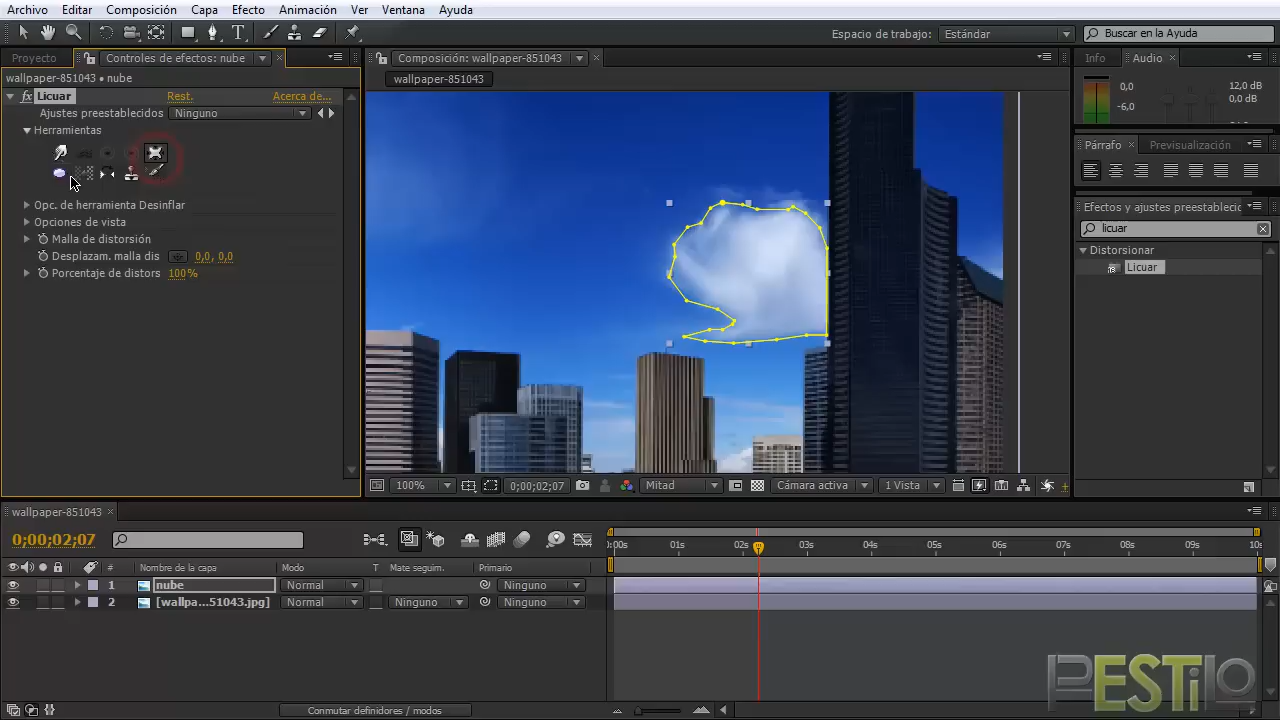 Archivo Editar Composición Capa Efecto Animación Ver Ventana Ayuda
Espacio de trabajo: Estándar Buscar en la Ayuda
Proyecto Controles de efectos: nube Composición: wallpaper-851043 Info Audio
wallpaper-851043 • nube wallpaper-851043
fx Licuar Rest. Acerca de...
Ajustes preestablecidos Ninguno
Herramientas
Opc. de herramienta Desinflar
Opciones de vista
Malla de distorsión
Desplazam. malla dis 0,0, 0,0
Porcentaje de distors 100%
0,0 12,0 dB
-6,0 0,0 dB
Párrafo Previsualización
Efectos y ajustes preestablecic
licuar
Distorsionar
Licuar
100% 0;00;02;07 Mitad Cámara activa 1 Vista
wallpaper-851043
0;00;02;07
:00s 01s 02s 03s 04s 05s 06s 07s 08s 09s 10s
# Nombre de la capa Modo T Mate seguim. Primario
1 nube Normal Ninguno
2 [wallpa...51043.jpg] Normal Ninguno Ninguno
Conmutar definidores / modos
PESTiLO